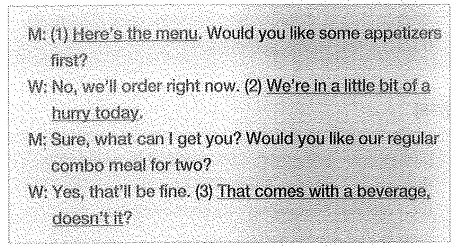 M: (1) Here's the menu. Would you like some appetizers
first?
W: No, we'll order right now. (2) We're in a little bit of a
hurry today.
M: Sure, what can I get you? Would you like our regular
combo meal for two?
W: Yes, that'll be fine. (3) That comes with a beverage,
doesn't it?